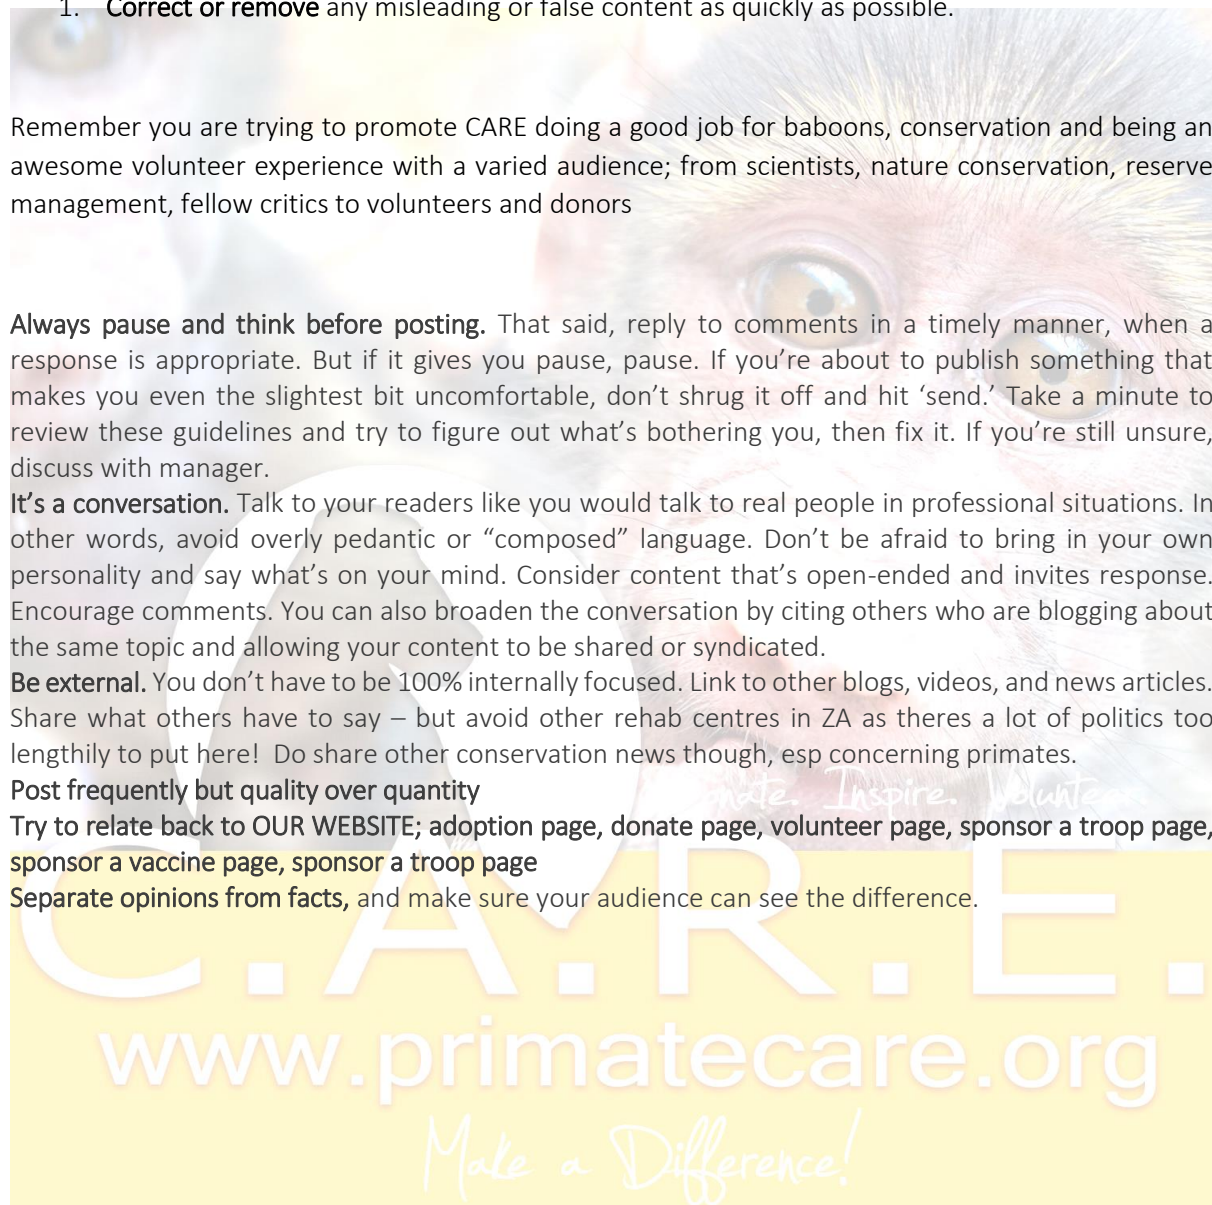 1. Correct or remove any misleading or false content as quickly as possible.
Remember you are trying to promote CARE doing a good job for baboons, conservation and being an
awesome volunteer experience with a varied audience; from scientists, nature conservation, reserve
management, fellow critics to volunteers and donors
Always pause and think before posting. That said, reply to comments in a timely manner, when a
response is appropriate. But if it gives you pause, pause. If you’re about to publish something that
makes you even the slightest bit uncomfortable, don’t shrug it off and hit ‘send.’ Take a minute to
review these guidelines and try to figure out what’s bothering you, then fix it. If you’re still unsure,
discuss with manager.
It’s a conversation. Talk to your readers like you would talk to real people in professional situations. In
other words, avoid overly pedantic or “composed” language. Don’t be afraid to bring in your own
personality and say what’s on your mind. Consider content that’s open-ended and invites response.
Encourage comments. You can also broaden the conversation by citing others who are blogging about
the same topic and allowing your content to be shared or syndicated.
Be external. You don’t have to be 100% internally focused. Link to other blogs, videos, and news articles.
Share what others have to say – but avoid other rehab centres in ZA as theres a lot of politics too
lengthily to put here! Do share other conservation news though, esp concerning primates.
Post frequently but quality over quantity
Inspire. Volunteer
Try to relate back to OUR WEBSITE; adoption page, donate page, volunteer page, sponsor a troop page,
sponsor a vaccine page, sponsor a troop page
Separate opinions from facts, and make sure your audience can see the difference.
C.A.R.E.
www.primatecare.org
Make a Difference!